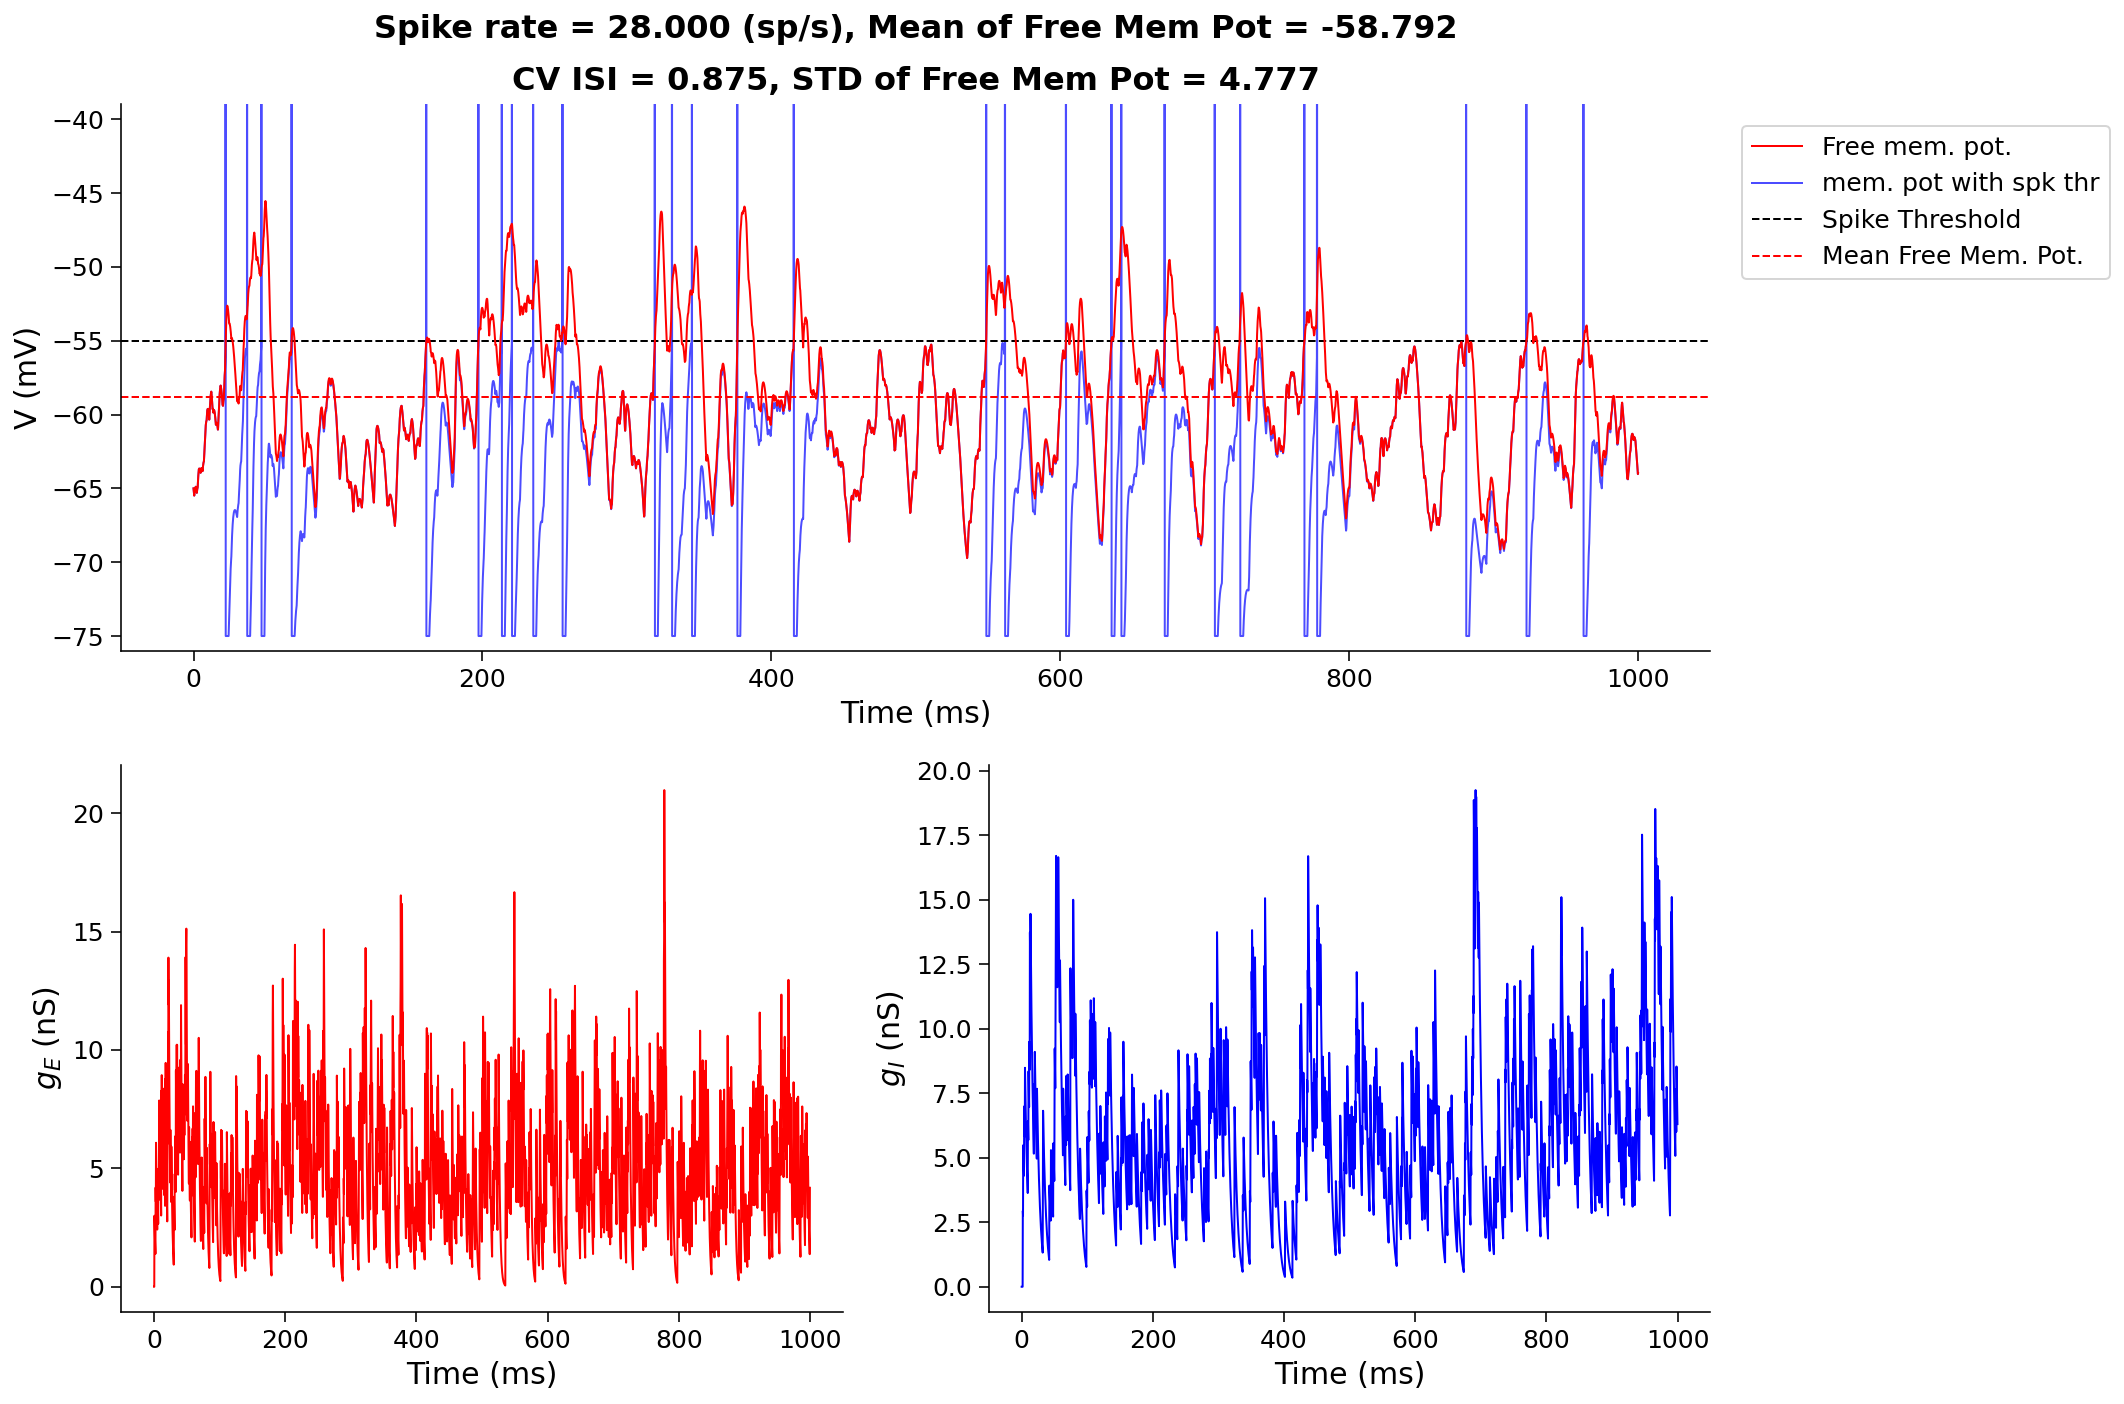 Spike rate = 28.000 (sp/s), Mean of Free Mem Pot = -58.792
CV ISI = 0.875, STD of Free Mem Pot = 4.777
−40
−45
−50
−55
−60
−65
−70
−75
V (mV)
0 200 400 600 800 1000
Time (ms)
Free mem. pot.
mem. pot with spk thr
Spike Threshold
Mean Free Mem. Pot.
20
15
10
5
0
g_E (nS)
0 200 400 600 800 1000
Time (ms)
20.0
17.5
15.0
12.5
10.0
7.5
5.0
2.5
0.0
g_I (nS)
0 200 400 600 800 1000
Time (ms)